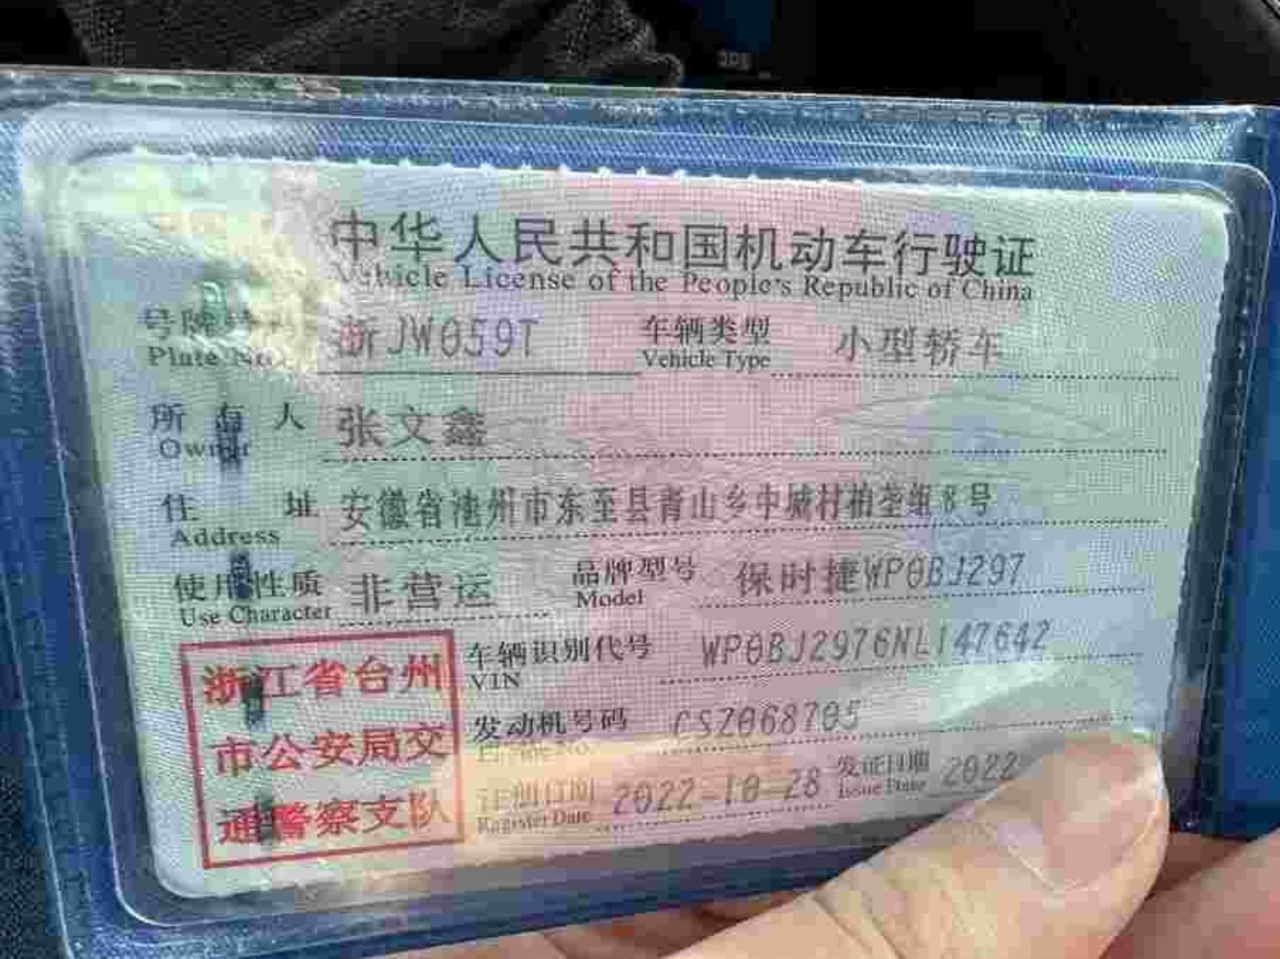 中华人民共和国机动车行驶证
Vehicle License of the People's Republic of China
号牌号码 浙JW059T 车辆类型 小型轿车
Plate No. Vehicle Type
所有人 张文鑫
Owner
住址 安徽省池州市东至县青山乡中城村柏垄组8号
Address
使用性质 非营运 品牌型号 保时捷WP0BJ297
Use Character Model
浙江省台州
市公安局交
通警察支队
车辆识别代号 WP0BJ2976NL147642
VIN
发动机号码 CSZ068705
Engine No.
注册日期 2022-10-28 发证日期 2022
Register Date Issue Date